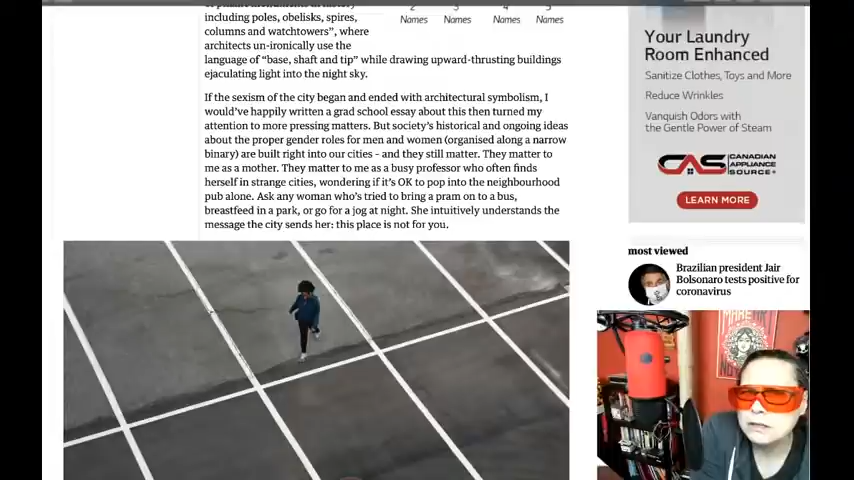 including poles, obelisks, spires,
columns and watchtowers", where
architects un-ironically use the
language of "base, shaft and tip" while drawing upward-thrusting buildings
ejaculating light into the night sky.
If the sexism of the city began and ended with architectural symbolism, I
would've happily written a grad school essay about this then turned my
attention to more pressing matters. But society's historical and ongoing ideas
about the proper gender roles for men and women (organised along a narrow
binary) are built right into our cities – and they still matter. They matter to
me as a mother. They matter to me as a busy professor who often finds
herself in strange cities, wondering if it's OK to pop into the neighbourhood
pub alone. Ask any woman who's tried to bring a pram on to a bus,
breastfeed in a park, or go for a jog at night. She intuitively understands the
message the city sends her: this place is not for you.
Names Names Names Names
Your Laundry
Room Enhanced
Sanitize Clothes, Toys and More
Reduce Wrinkles
Vanquish Odors with
the Gentle Power of Steam
CAS CANADIAN
APPLIANCE
SOURCE
LEARN MORE
most viewed
Brazilian president Jair
Bolsonaro tests positive for
coronavirus